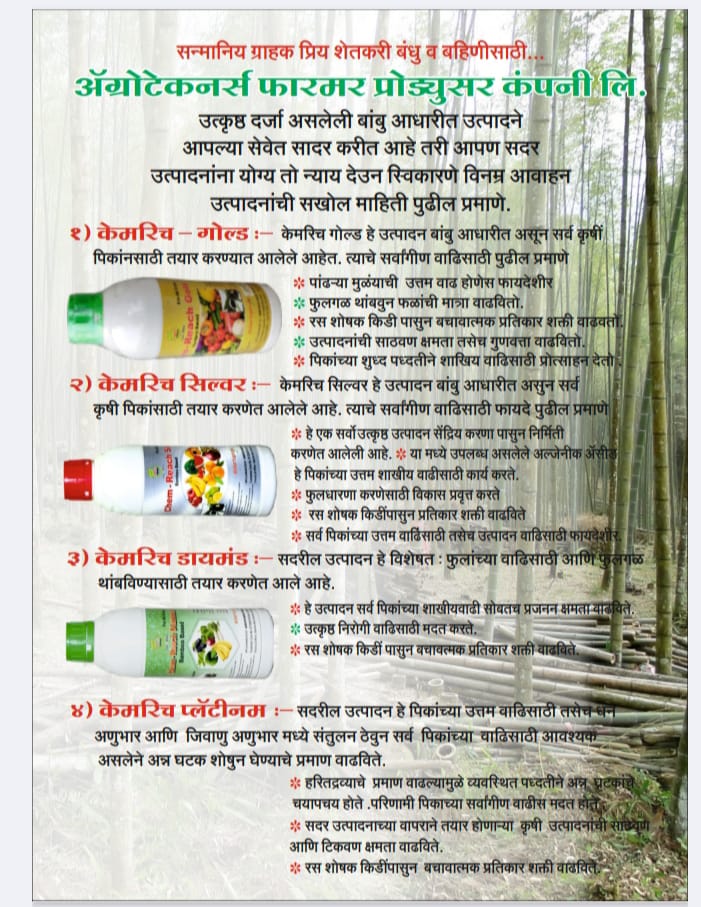 सन्मानिय ग्राहक प्रिय शेतकरी बंधु व बहिणीसाठी...
ॲग्रोटेकनर्स फारमर प्रोड्युसर कंपनी लि.
उत्कृष्ठ दर्जा असलेली बांबु आधारीत उत्पादने
आपल्या सेवेत सादर करीत आहे तरी आपण सदर
उत्पादनांना योग्य तो न्याय देउन स्विकारणे विनम्र आवाहन
उत्पादनांची सखोल माहिती पुढील प्रमाणे.
१) केमरिच – गोल्ड :– केमरिच गोल्ड हे उत्पादन बांबु आधारीत असून सर्व कृषीं
पिकांनसाठी तयार करण्यात आलेले आहेत. त्याचे सर्वांगीण वाढिसाठी पुढील प्रमाणे
* पांढऱ्या मुळंयाची उत्तम वाढ होणेस फायदेशीर
* फुलगळ थांबवुन फळांची मात्रा वाढवितो.
* रस शोषक किडी पासुन बचावात्मक प्रतिकार शक्ती वाढवतो.
* उत्पादनांची साठवण क्षमता तसेच गुणवत्ता वाढवितो.
* पिकांच्या शुध्द पध्दतीने शाखिय वाढिसाठी प्रोत्साहन देतो.
२) केमरिच सिल्वर :– केमरिच सिल्वर हे उत्पादन बांबु आधारीत असुन सर्व
कृषी पिकांसाठी तयार करणेत आलेले आहे. त्याचे सर्वांगीण वाढिसाठी फायदे पुढील प्रमाणे
* हे एक सर्वोउत्कृष्ठ उत्पादन सेंद्रिय करणा पासुन निर्मिती
करणेत आलेली आहे. * या मध्ये उपलब्ध असलेले अल्जेनीक ॲसीड
हे पिकांच्या उत्तम शाखीय वाढीसाठी कार्य करते.
Chem - Reach S
* फुलधारणा करणेसाठी विकास प्रवृत्त करते
* रस शोषक किडींपासुन प्रतिकार शक्ती वाढविते
* सर्व पिकांच्या उत्तम वाढिंसाठी तसेच उत्पादन वाढिसाठी फायदेशीर.
३) केमरिच डायमंड :– सदरील उत्पादन हे विशेषत : फुलांच्या वाढिसाठी आणि फुलगळ
थांबविण्यासाठी तयार करणेत आले आहे.
* हे उत्पादन सर्व पिकांच्या शाखीयवाढी सोबतच प्रजनन क्षमता वाढविते.
* उत्कृष्ठ निरोगी वाढिसाठी मदत करते.
* रस शोषक किडीं पासुन बचावत्मक प्रतिकार शक्ती वाढविते.
४) केमरिच प्लॅटीनम :– सदरील उत्पादन हे पिकांच्या उत्तम वाढिसाठी तसेच धन
अणुभार आणि जिवाणु अणुभार मध्ये संतुलन ठेवुन सर्व पिकांच्या वाढिसाठी आवश्यक
असलेने अन्न घटक शोषुन घेण्याचे प्रमाण वाढविते.
* हरितद्रव्याचे प्रमाण वाढल्यामुळे व्यवस्थित पध्दतीने अन्न घटकांचे
चयापचय होते .परिणामी पिकाच्या सर्वांगीण वाढीस मदत होते
* सदर उत्पादनाच्या वापराने तयार होणाऱ्या कृषी उत्पादनांची साठवण
आणि टिकवण क्षमता वाढविते.
* रस शोषक किडींपासुन बचावात्मक प्रतिकार शक्ती वाढविते.